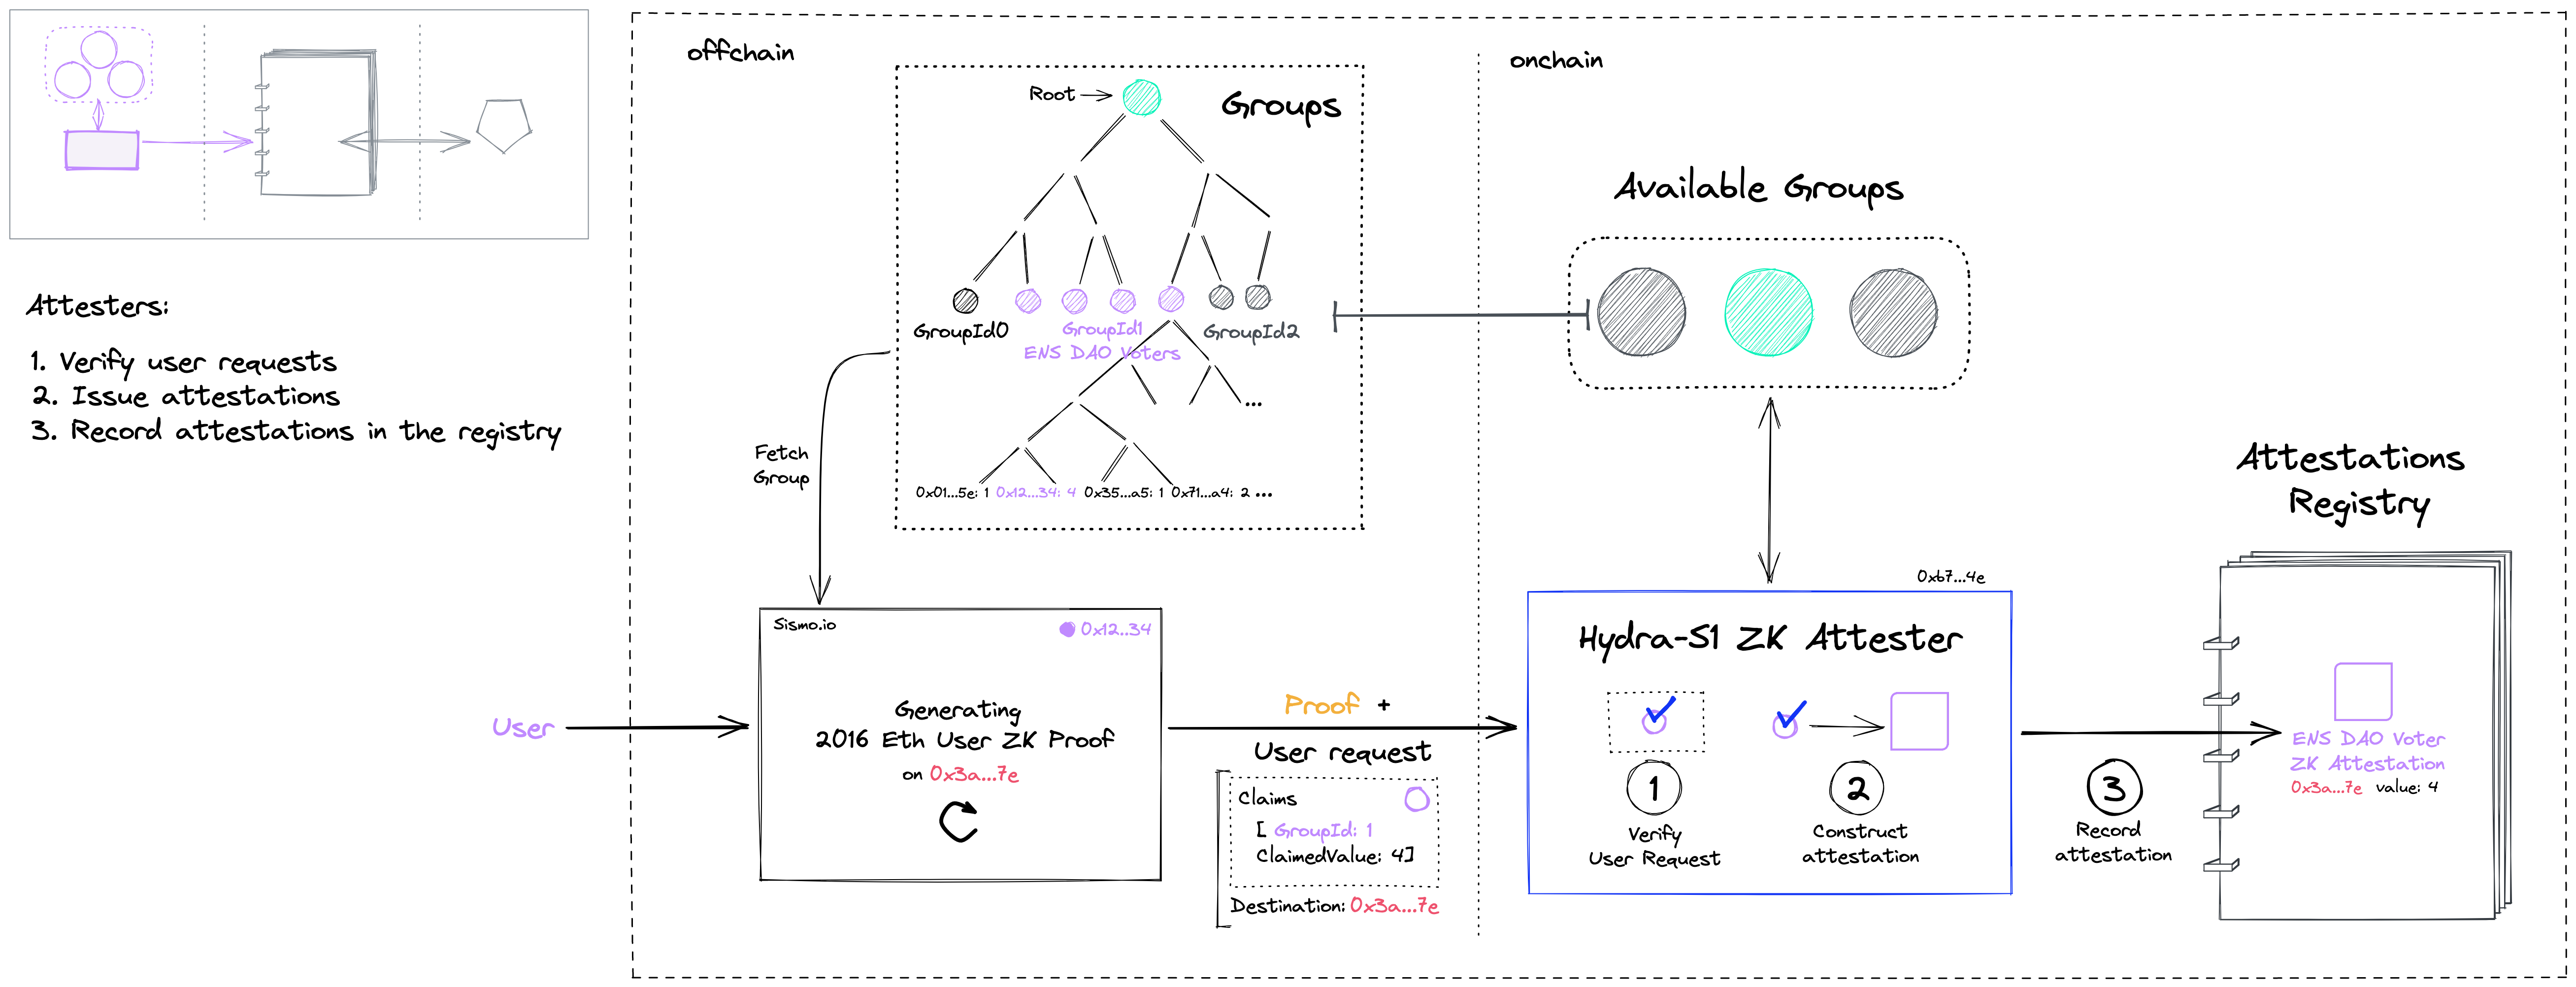 Attesters:
1. Verify user requests
2. Issue attestations
3. Record attestations in the registry
offchain
Root
Groups
GroupId0
GroupId1
GroupId2
ENS DAO Voters
...
0x01...5e: 1 0x12...34: 4 0x35...a5: 1 0x71...a4: 2 ...
Fetch
Group
User
Sismo.io
0x12..34
Generating
2016 Eth User ZK Proof
on 0x3a...7e
Proof +
User request
Claims
[ GroupId: 1
ClaimedValue: 4]
Destination: 0x3a...7e
onchain
Available Groups
0xb7...4e
Hydra-S1 ZK Attester
1
Verify
User Request
2
Construct
attestation
3
Record
attestation
Attestations
Registry
ENS DAO Voter
ZK Attestation
0x3a...7e value: 4